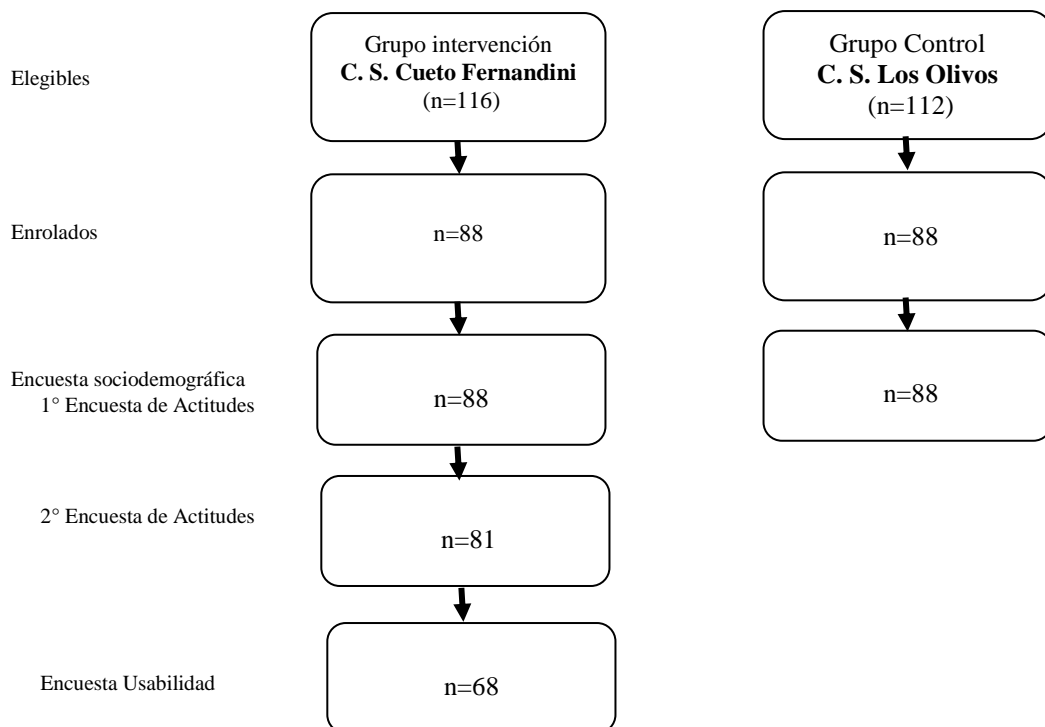 Elegibles
Grupo intervención
C. S. Cueto Fernandini
(n=116)
Grupo Control
C. S. Los Olivos
(n=112)
Enrolados
n=88
n=88
Encuesta sociodemográfica
1° Encuesta de Actitudes
n=88
n=88
2° Encuesta de Actitudes
n=81
Encuesta Usabilidad
n=68